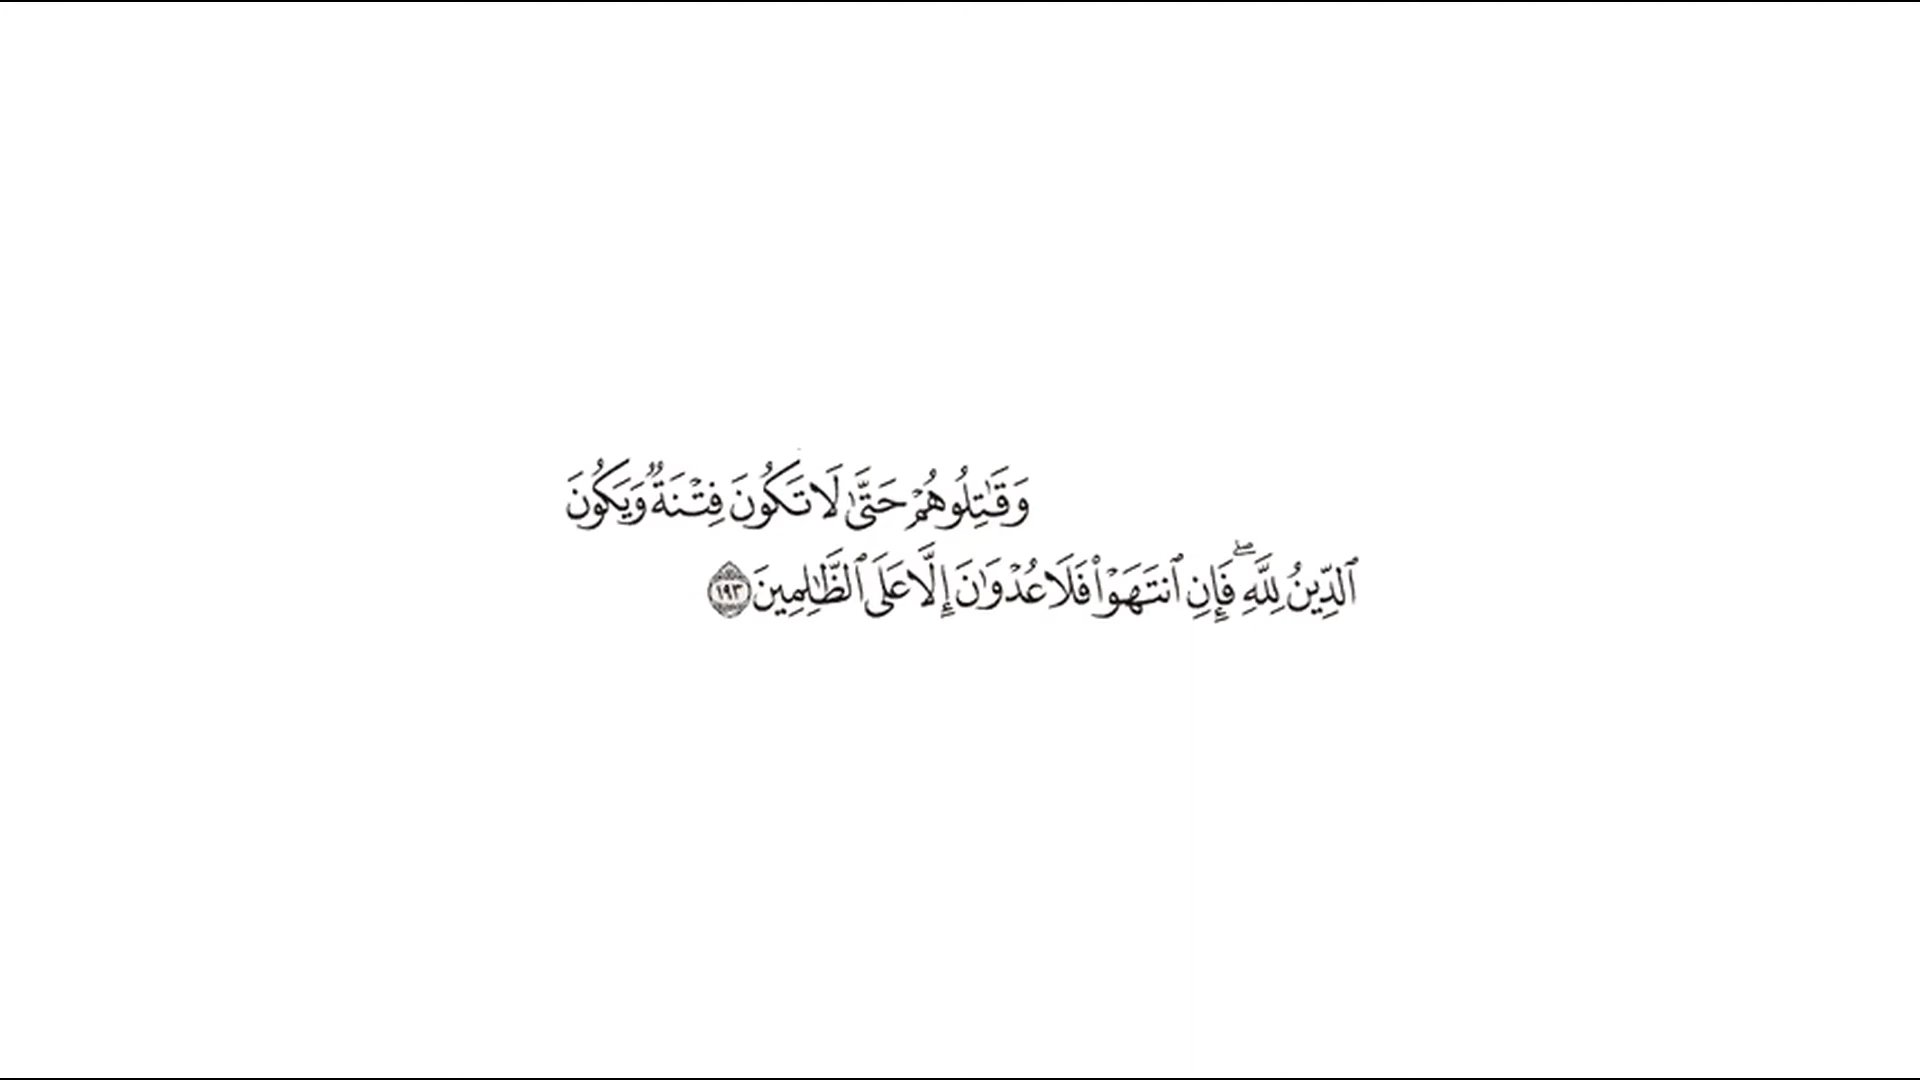 وَقَٰتِلُوهُمۡ حَتَّىٰ لَا تَكُونَ فِتۡنَةٞ وَيَكُونَ
ٱلدِّينُ لِلَّهِۖ فَإِنِ ٱنتَهَوۡاْ فَلَا عُدۡوَٰنَ إِلَّا عَلَى ٱلظَّٰلِمِينَ ١٩٣